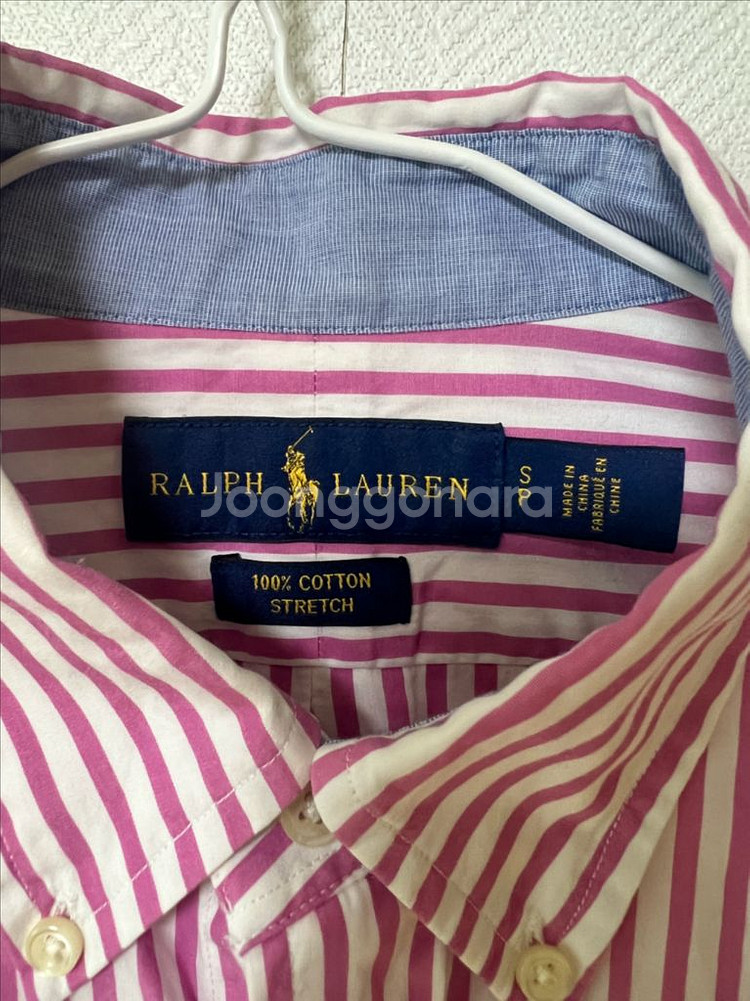 RALPH LAUREN
S
P
MADE IN
CHINA
FABRIQUÉ EN
CHINE
Joonggonara
100% COTTON
STRETCH